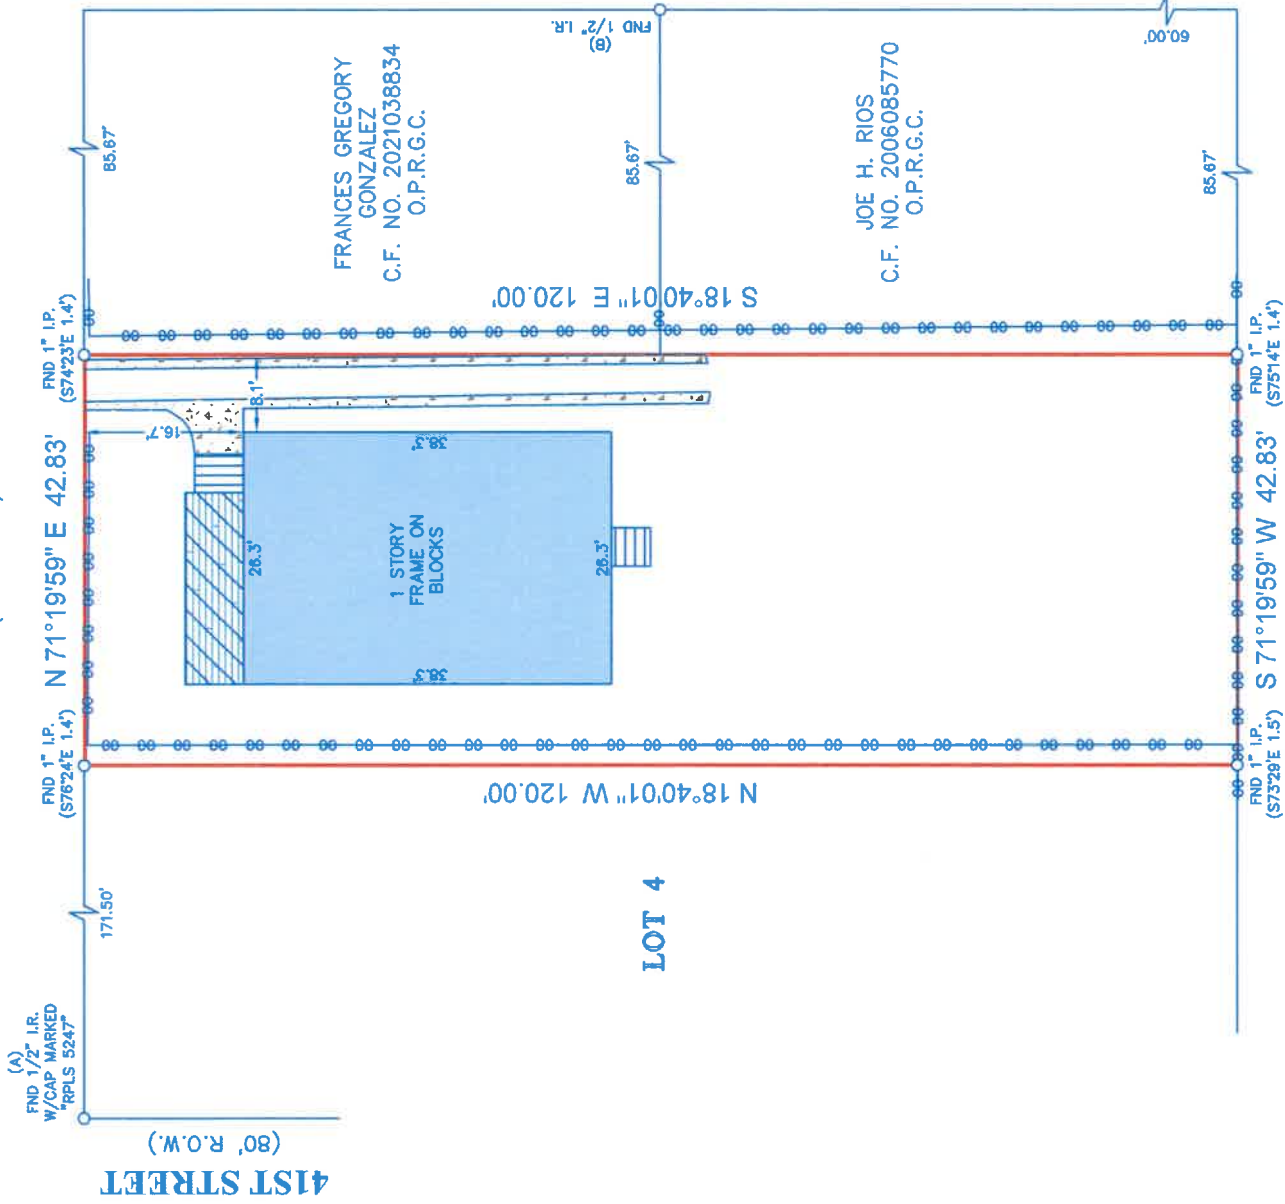 (A)
FND 1/2" I.R.
W/CAP MARKED
"RPLS 5247"
171.50'
FND 1" I.P.
(S76°24'E 1.4')
N 71°19'59" E 42.83'
FND 1" I.P.
(S74°23'E 1.4')
85.67'
FND 1/2" I.R.
(B)
FRANCES GREGORY
GONZALEZ
C.F. NO. 2021038834
O.P.R.G.C.
85.67'
JOE H. RIOS
C.F. NO. 2006085770
O.P.R.G.C.
60.00'
85.67'
S 18°40'01" E 120.00'
16.7'
8.1'
26.3'
38.3'
1 STORY
FRAME ON
BLOCKS
38.3'
26.3'
N 18°40'01" W 120.00'
LOT 4
FND 1" I.P.
(S73°29'E 1.5')
S 71°19'59" W 42.83'
FND 1" I.P.
(S75°14'E 1.4')
(80' R.O.W.)
41ST STREET